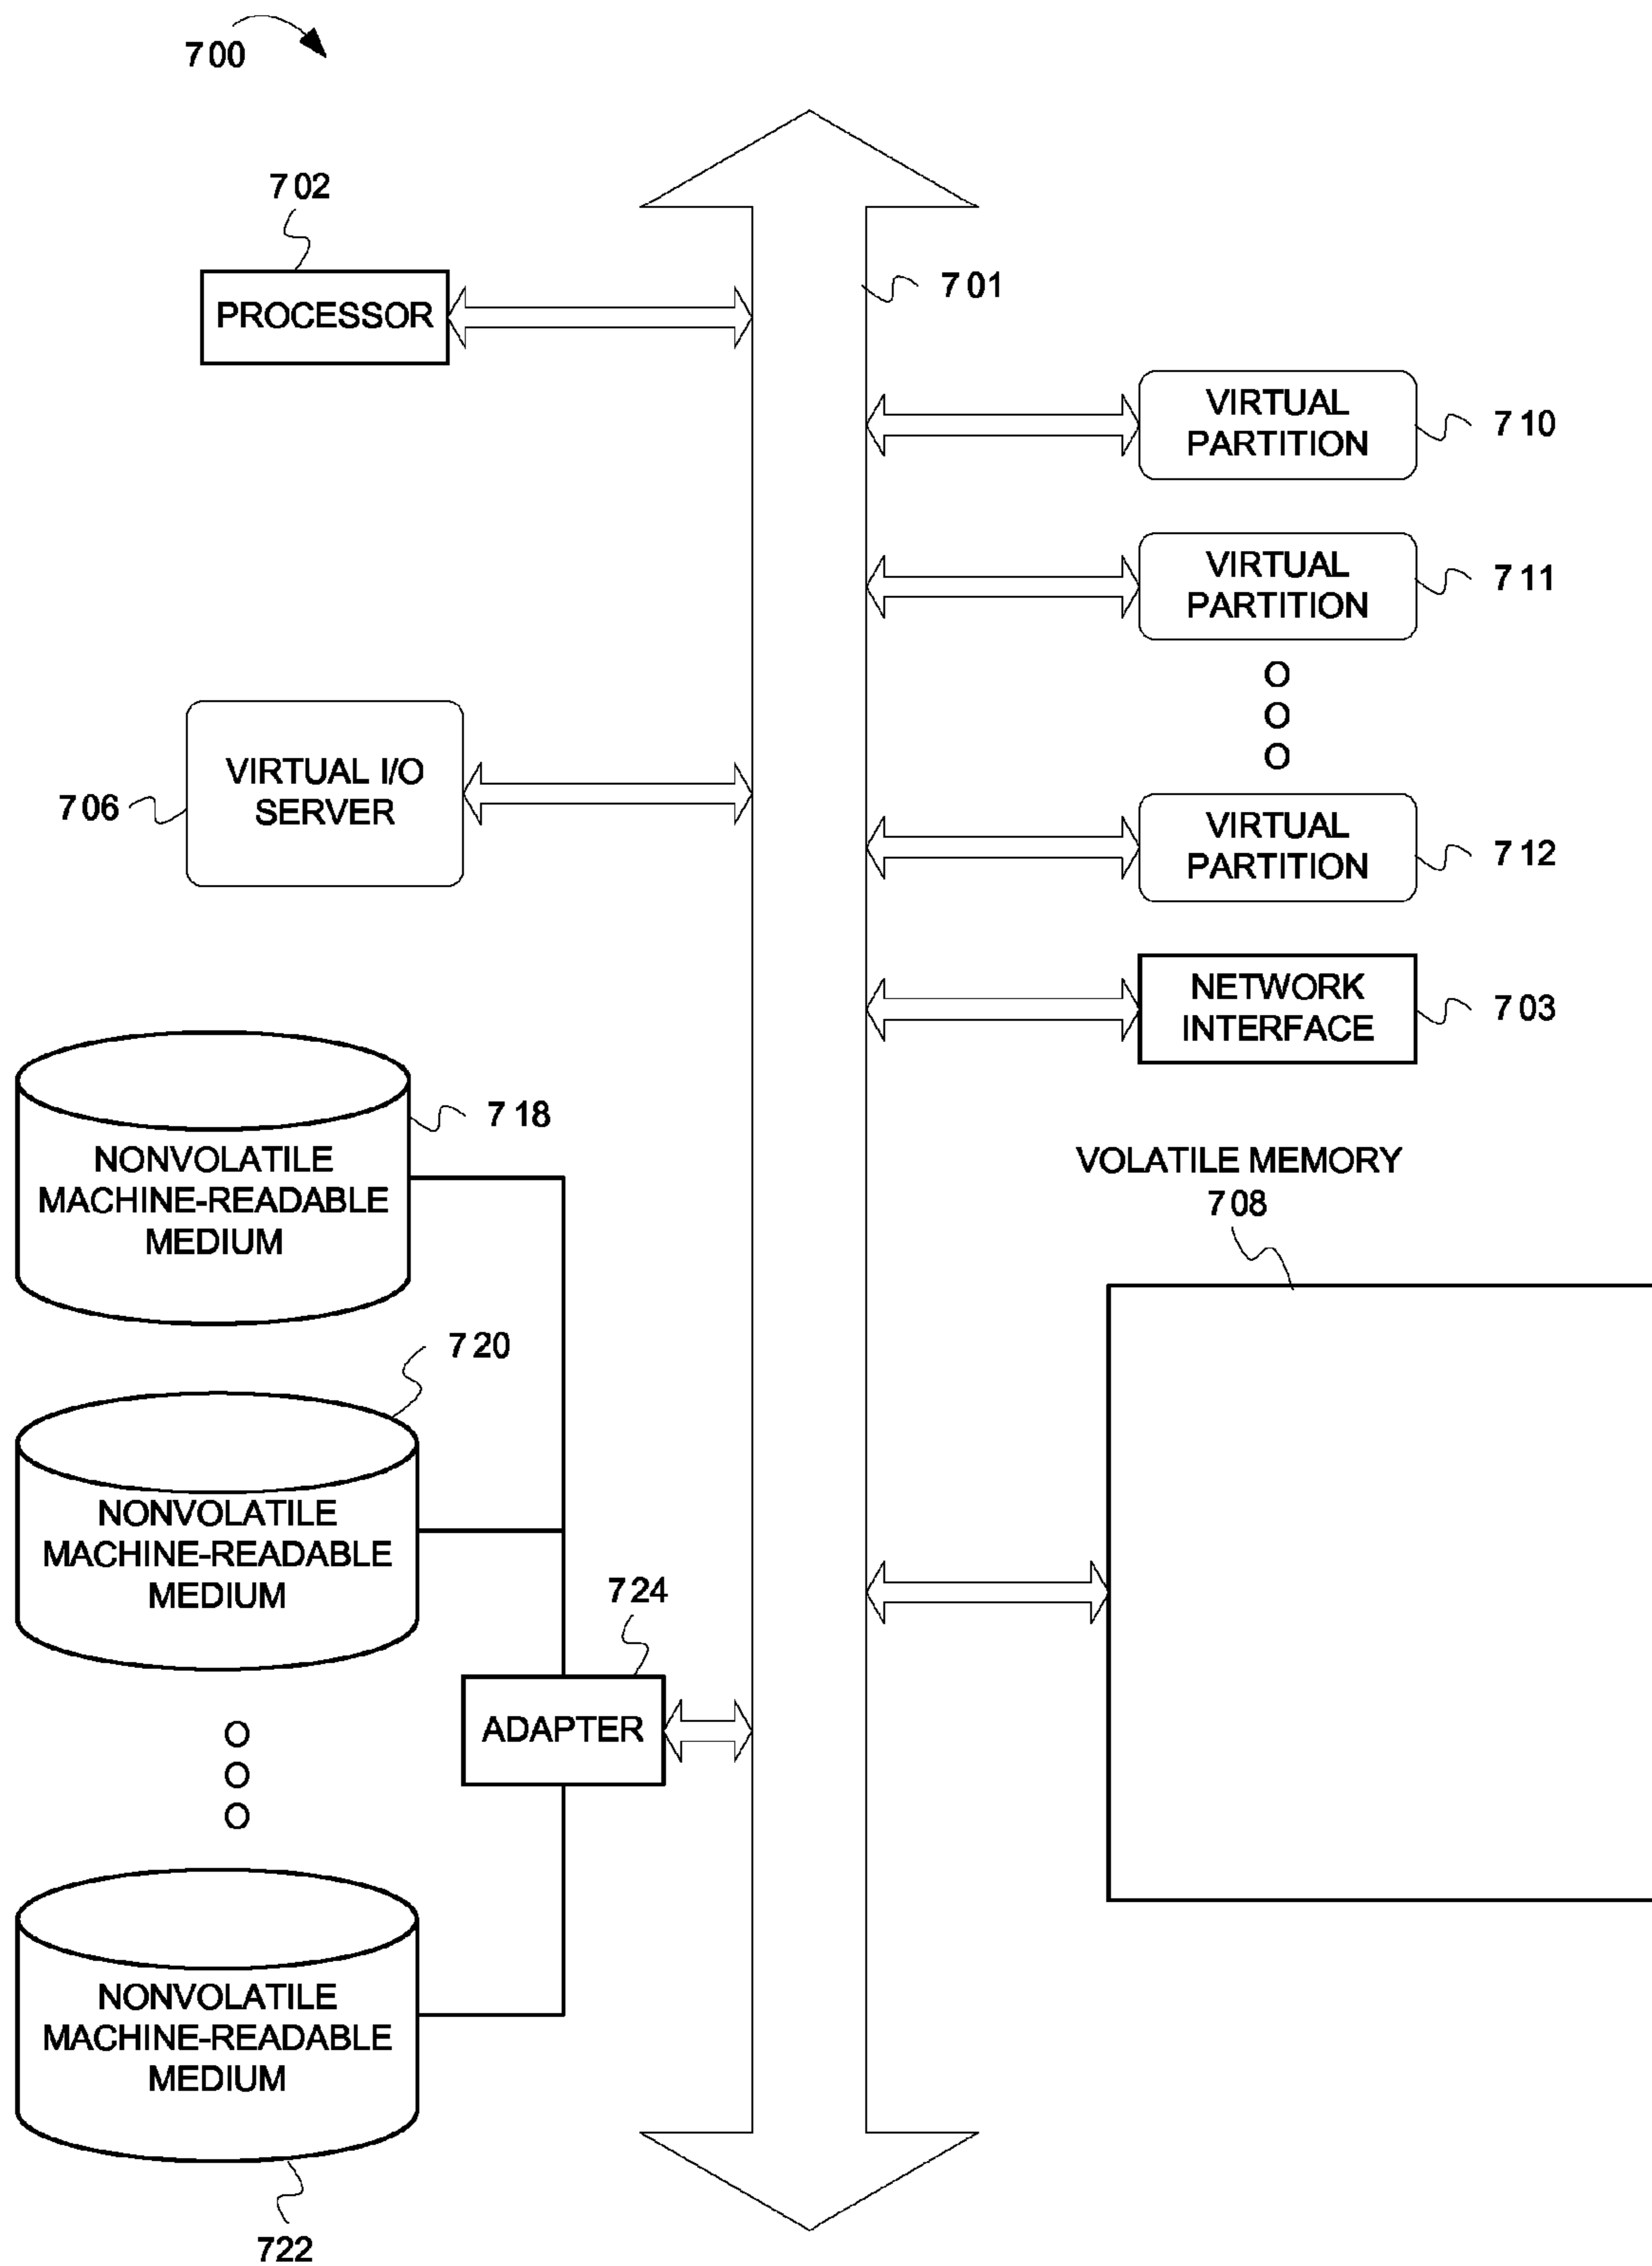 700
702
PROCESSOR
701
VIRTUAL
PARTITION
710
VIRTUAL
PARTITION
711
VIRTUAL I/O
SERVER
706
VIRTUAL
PARTITION
712
NETWORK
INTERFACE
703
718
NONVOLATILE
MACHINE-READABLE
MEDIUM
VOLATILE MEMORY
708
720
NONVOLATILE
MACHINE-READABLE
MEDIUM
724
ADAPTER
NONVOLATILE
MACHINE-READABLE
MEDIUM
722